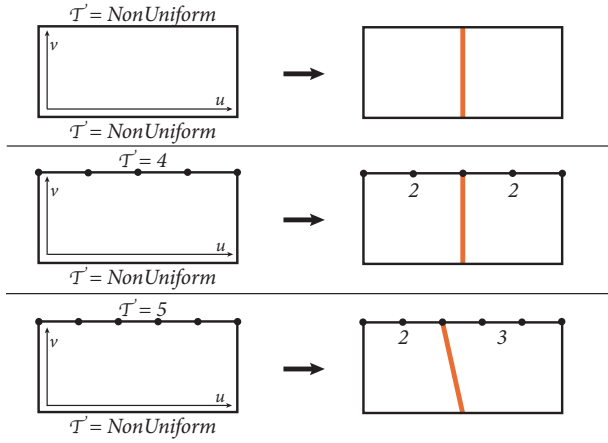 𝒯 = NonUniform
v
u
𝒯 = NonUniform
𝒯 = 4
v
2 2
u
𝒯 = NonUniform
𝒯 = 5
v
2 3
u
𝒯 = NonUniform